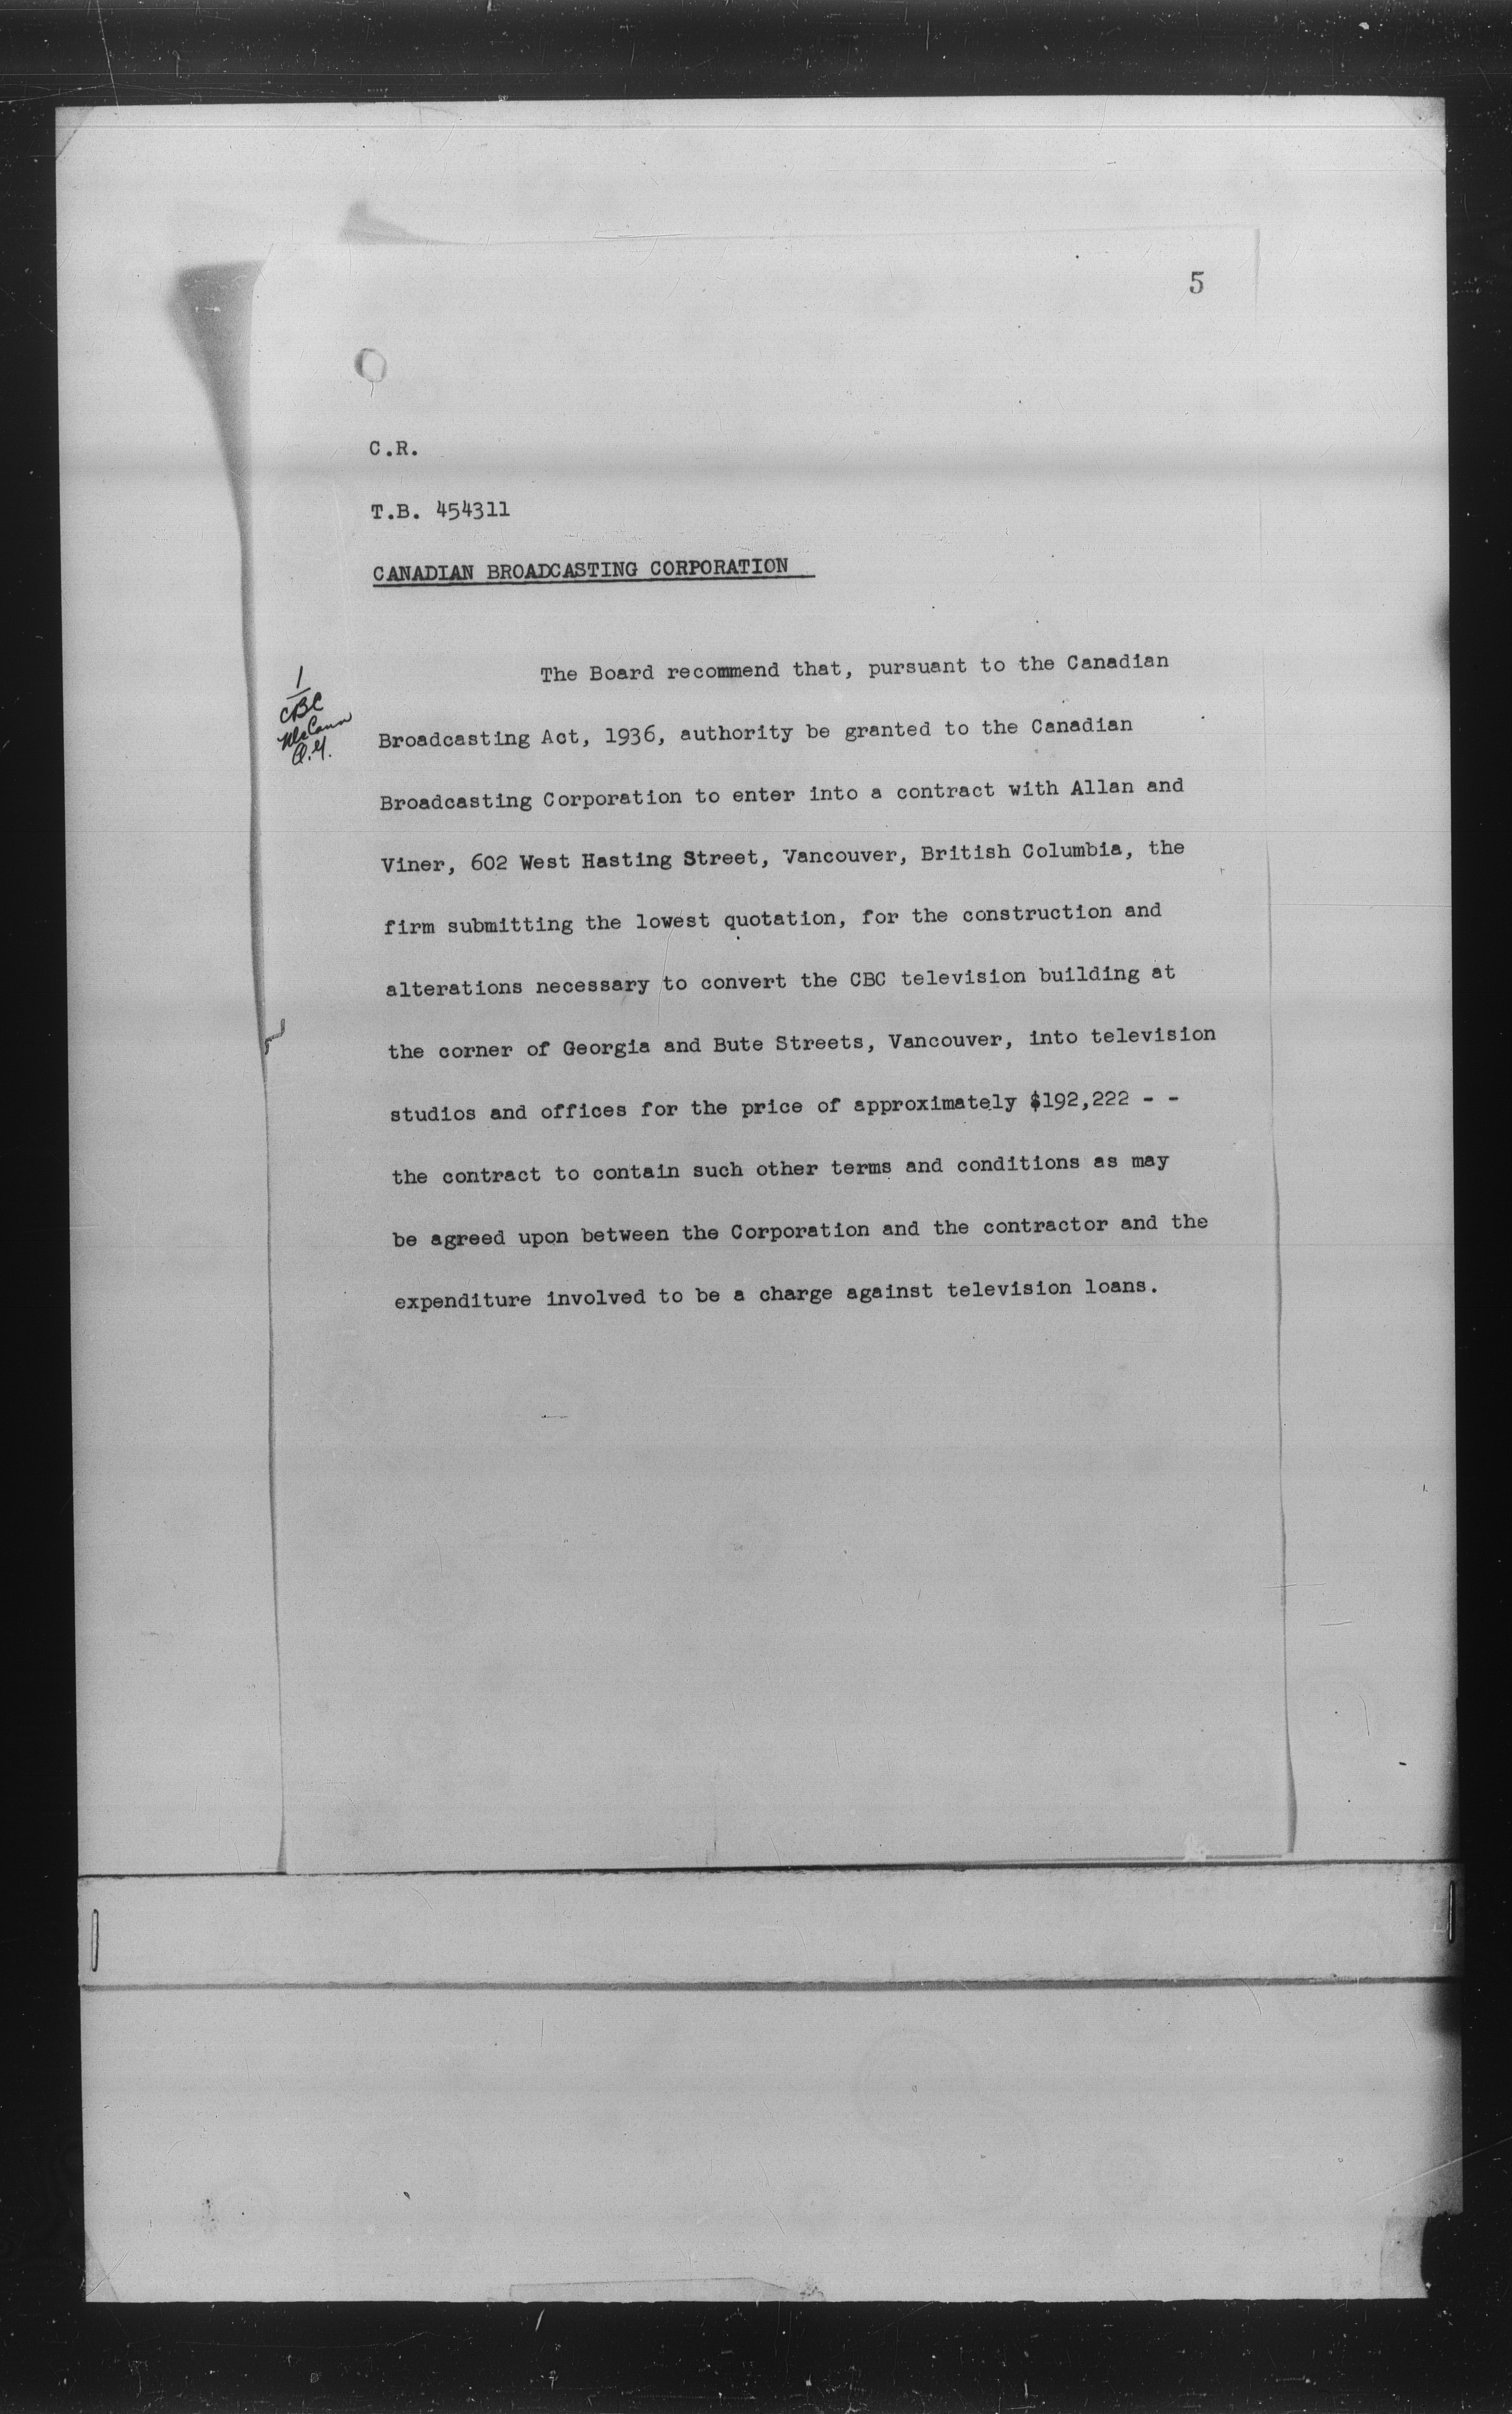 5
C.R.
T.B. 454311
CANADIAN BROADCASTING CORPORATION
1
CBC
McCann
The Board recommend that, pursuant to the Canadian
Broadcasting Act, 1936, authority be granted to the Canadian
Broadcasting Corporation to enter into a contract with Allan and
Viner, 602 West Hasting Street, Vancouver, British Columbia, the
firm submitting the lowest quotation, for the construction and
alterations necessary to convert the CBC television building at
the corner of Georgia and Bute Streets, Vancouver, into television
studios and offices for the price of approximately $192,222 - -
the contract to contain such other terms and conditions as may
be agreed upon between the Corporation and the contractor and the
expenditure involved to be a charge against television loans.